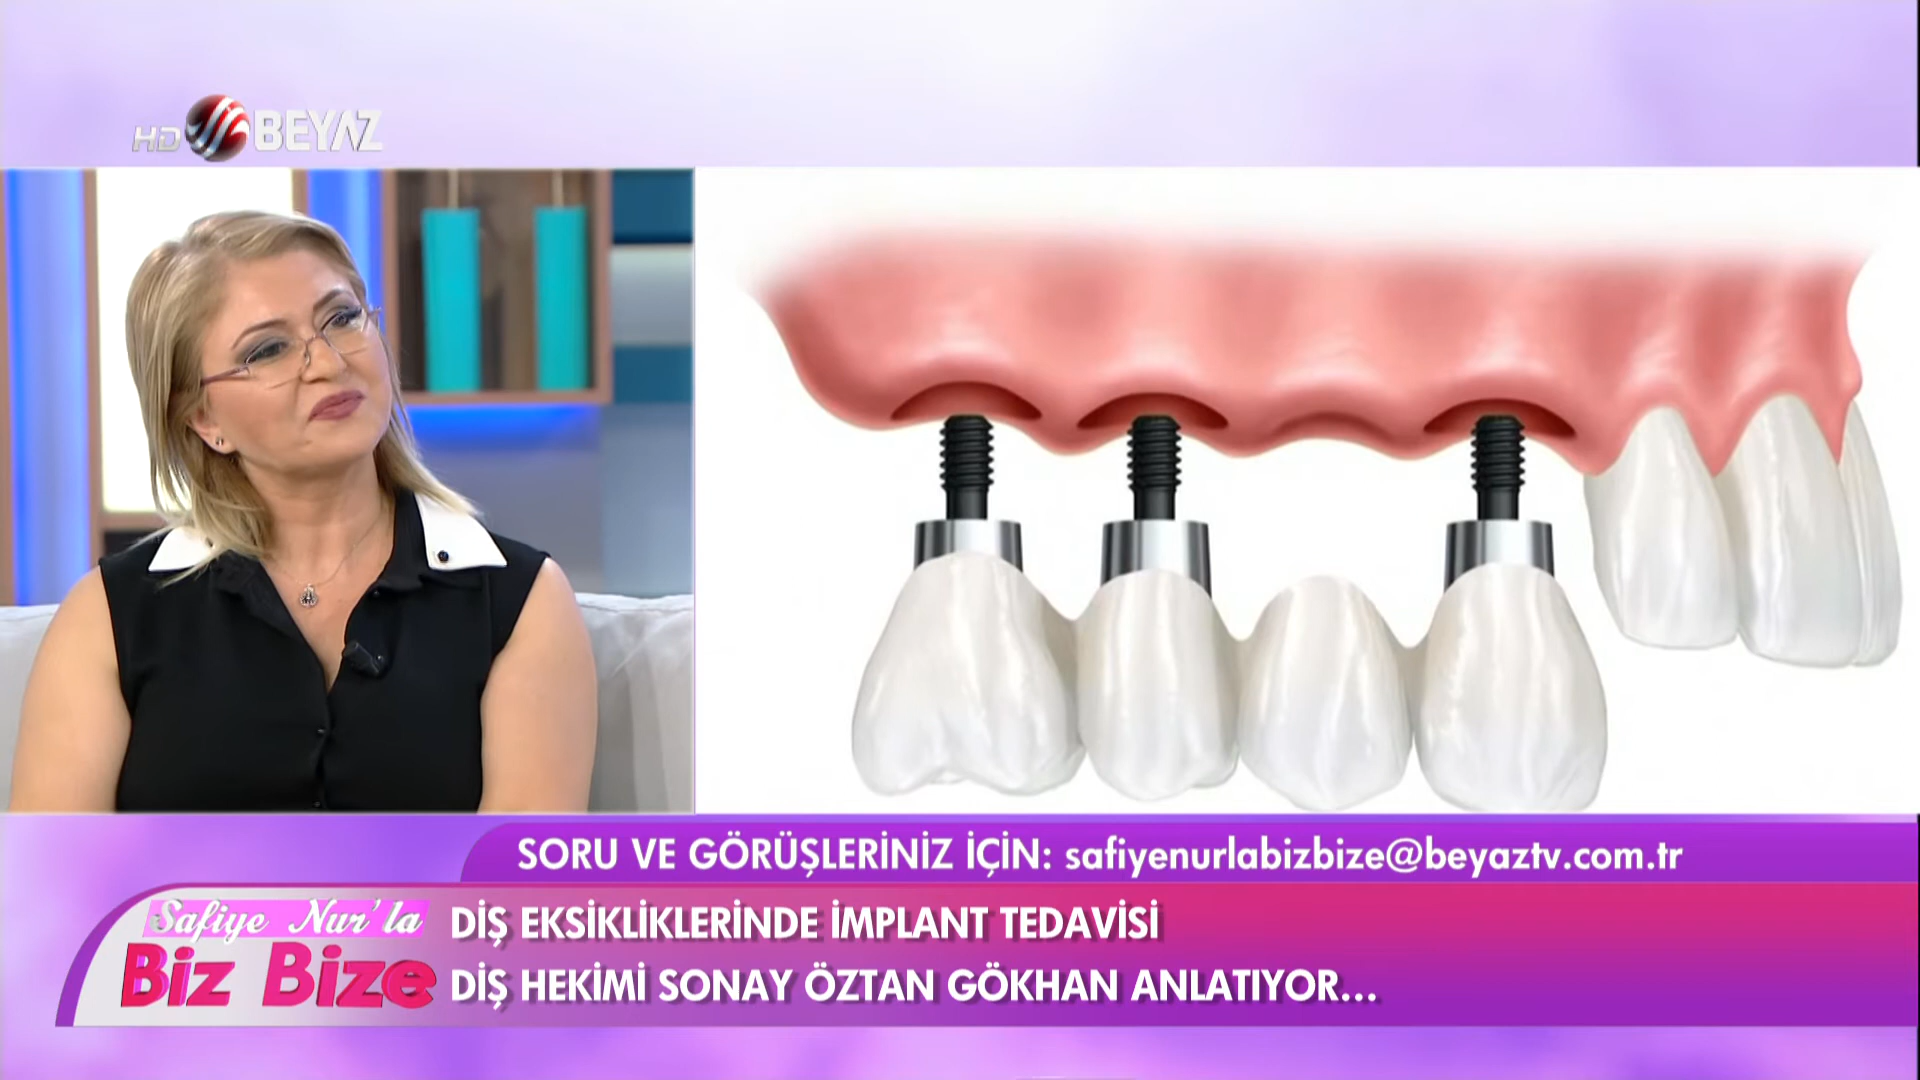 HD BEYAZ
SORU VE GÖRÜŞLERİNİZ İÇİN: safiyenurlabizbize@beyaztv.com.tr
Safiye Nur'la
Biz Bize
DİŞ EKSİKLİKLERİNDE İMPLANT TEDAVİSİ
DİŞ HEKİMİ SONAY ÖZTAN GÖKHAN ANLATIYOR...